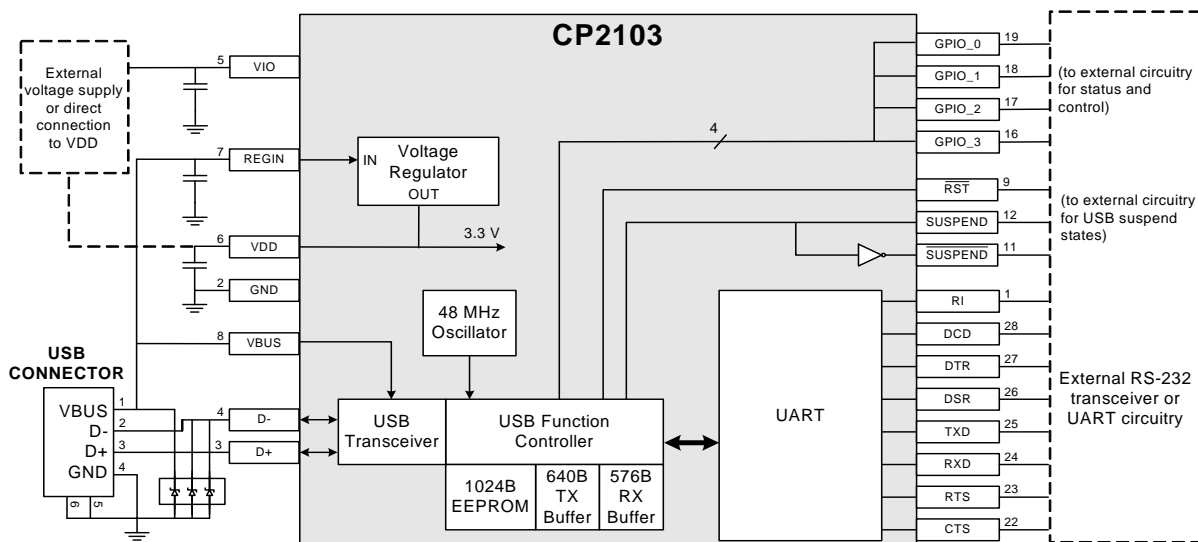 CP2103
External
voltage supply
or direct
connection
to VDD
5
VIO
7
REGIN
IN
Voltage
Regulator
OUT
6
VDD
3.3 V
2
GND
8
VBUS
48 MHz
Oscillator
USB
CONNECTOR
VBUS
1
D-
2
D+
3
GND
4
6
5
4
D-
3
D+
USB
Transceiver
USB Function
Controller
1024B
EEPROM
640B
TX
Buffer
576B
RX
Buffer
UART
4
GPIO_0
19
GPIO_1
18
GPIO_2
17
GPIO_3
16
RST
9
SUSPEND
12
SUSPEND
11
RI
1
DCD
28
DTR
27
DSR
26
TXD
25
RXD
24
RTS
23
CTS
22
(to external circuitry
for status and
control)
(to external circuitry
for USB suspend
states)
External RS-232
transceiver or
UART circuitry